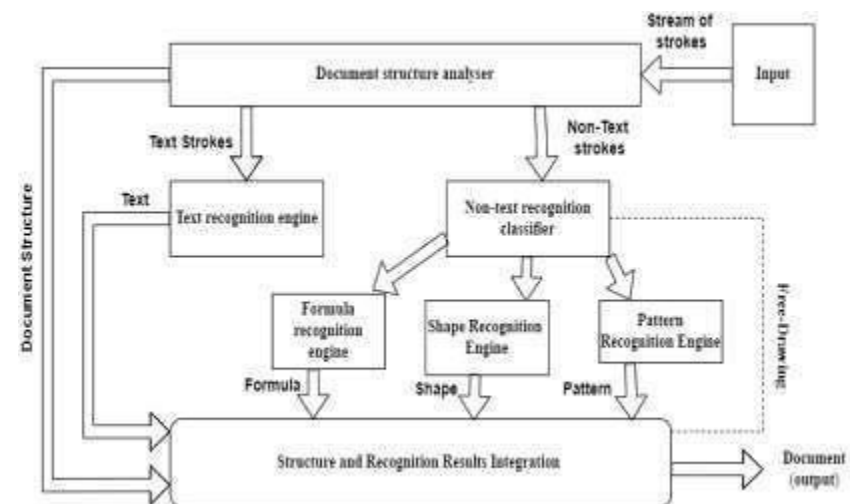 Stream of
strokes
Document structure analyser
Input
Text Strokes
Non-Text
strokes
Document Structure
Text
Text recognition engine
Non-text recognition
classifier
Free-Drawing
Formula
recognition
engine
Shape Recognition
Engine
Pattern
Recognition Engine
Formula
Shape
Pattern
Structure and Recognition Results Integration
Document
(output)